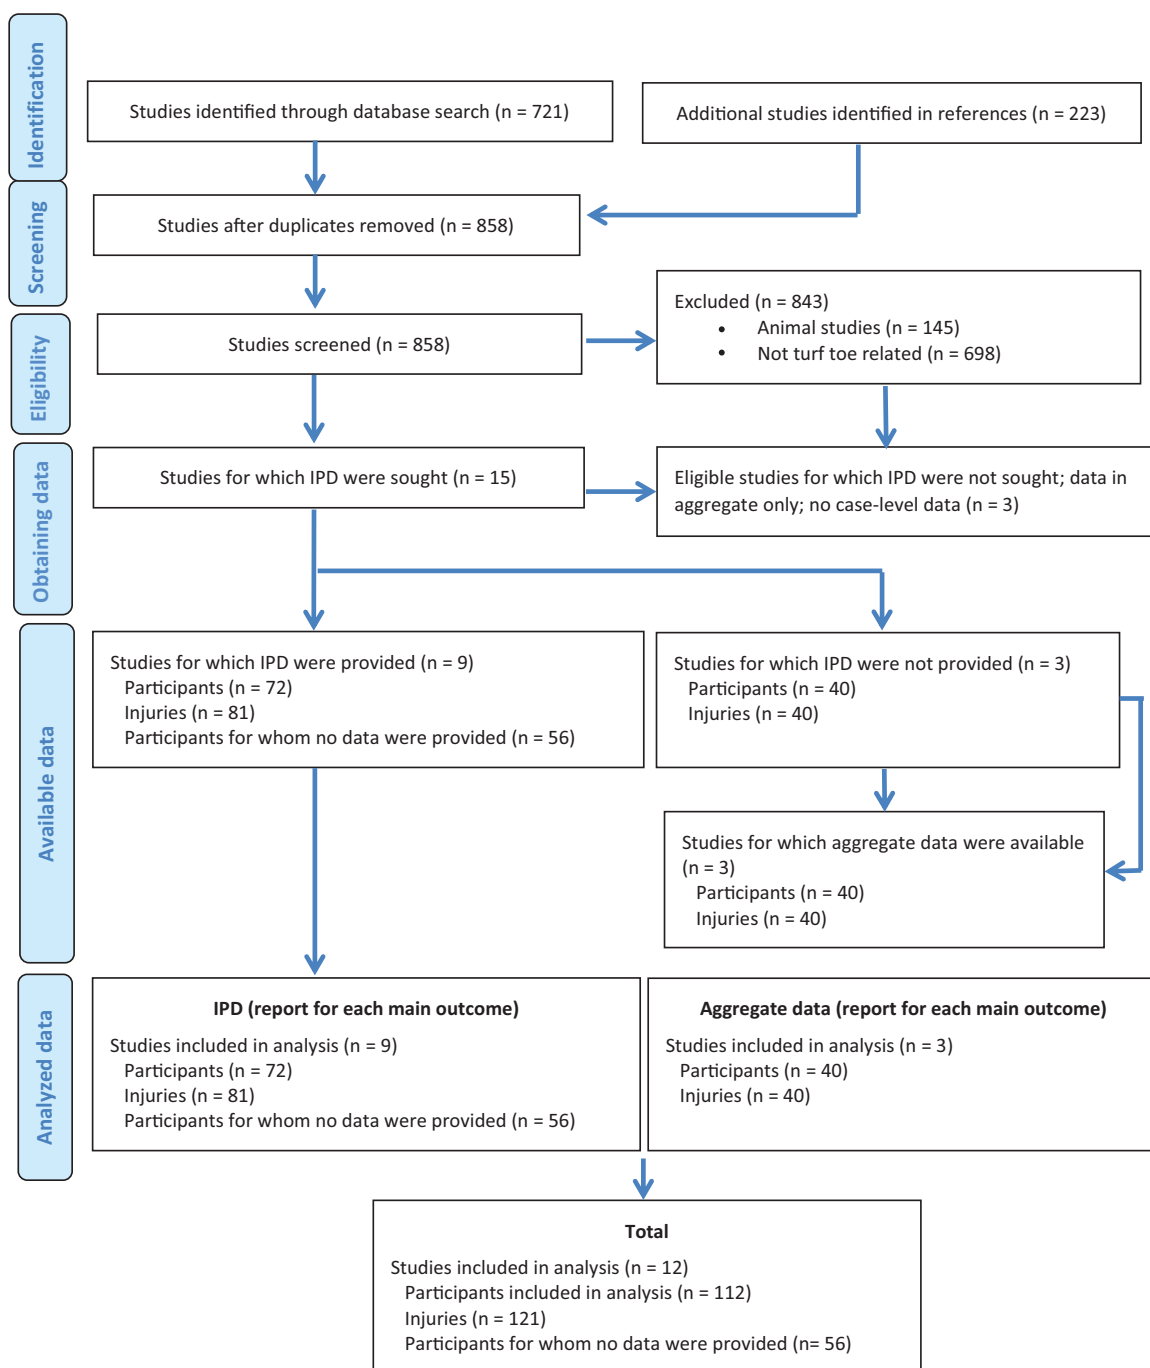 Identification
Studies identified through database search (n = 721)
Additional studies identified in references (n = 223)
Screening
Studies after duplicates removed (n = 858)
Eligibility
Studies screened (n = 858)
Excluded (n = 843)
• Animal studies (n = 145)
• Not turf toe related (n = 698)
Obtaining data
Studies for which IPD were sought (n = 15)
Eligible studies for which IPD were not sought; data in
aggregate only; no case-level data (n = 3)
Available data
Studies for which IPD were provided (n = 9)
Participants (n = 72)
Injuries (n = 81)
Participants for whom no data were provided (n = 56)
Studies for which IPD were not provided (n = 3)
Participants (n = 40)
Injuries (n = 40)
Studies for which aggregate data were available
(n = 3)
Participants (n = 40)
Injuries (n = 40)
Analyzed data
IPD (report for each main outcome)
Studies included in analysis (n = 9)
Participants (n = 72)
Injuries (n = 81)
Participants for whom no data were provided (n = 56)
Aggregate data (report for each main outcome)
Studies included in analysis (n = 3)
Participants (n = 40)
Injuries (n = 40)
Total
Studies included in analysis (n = 12)
Participants included in analysis (n = 112)
Injuries (n = 121)
Participants for whom no data were provided (n= 56)